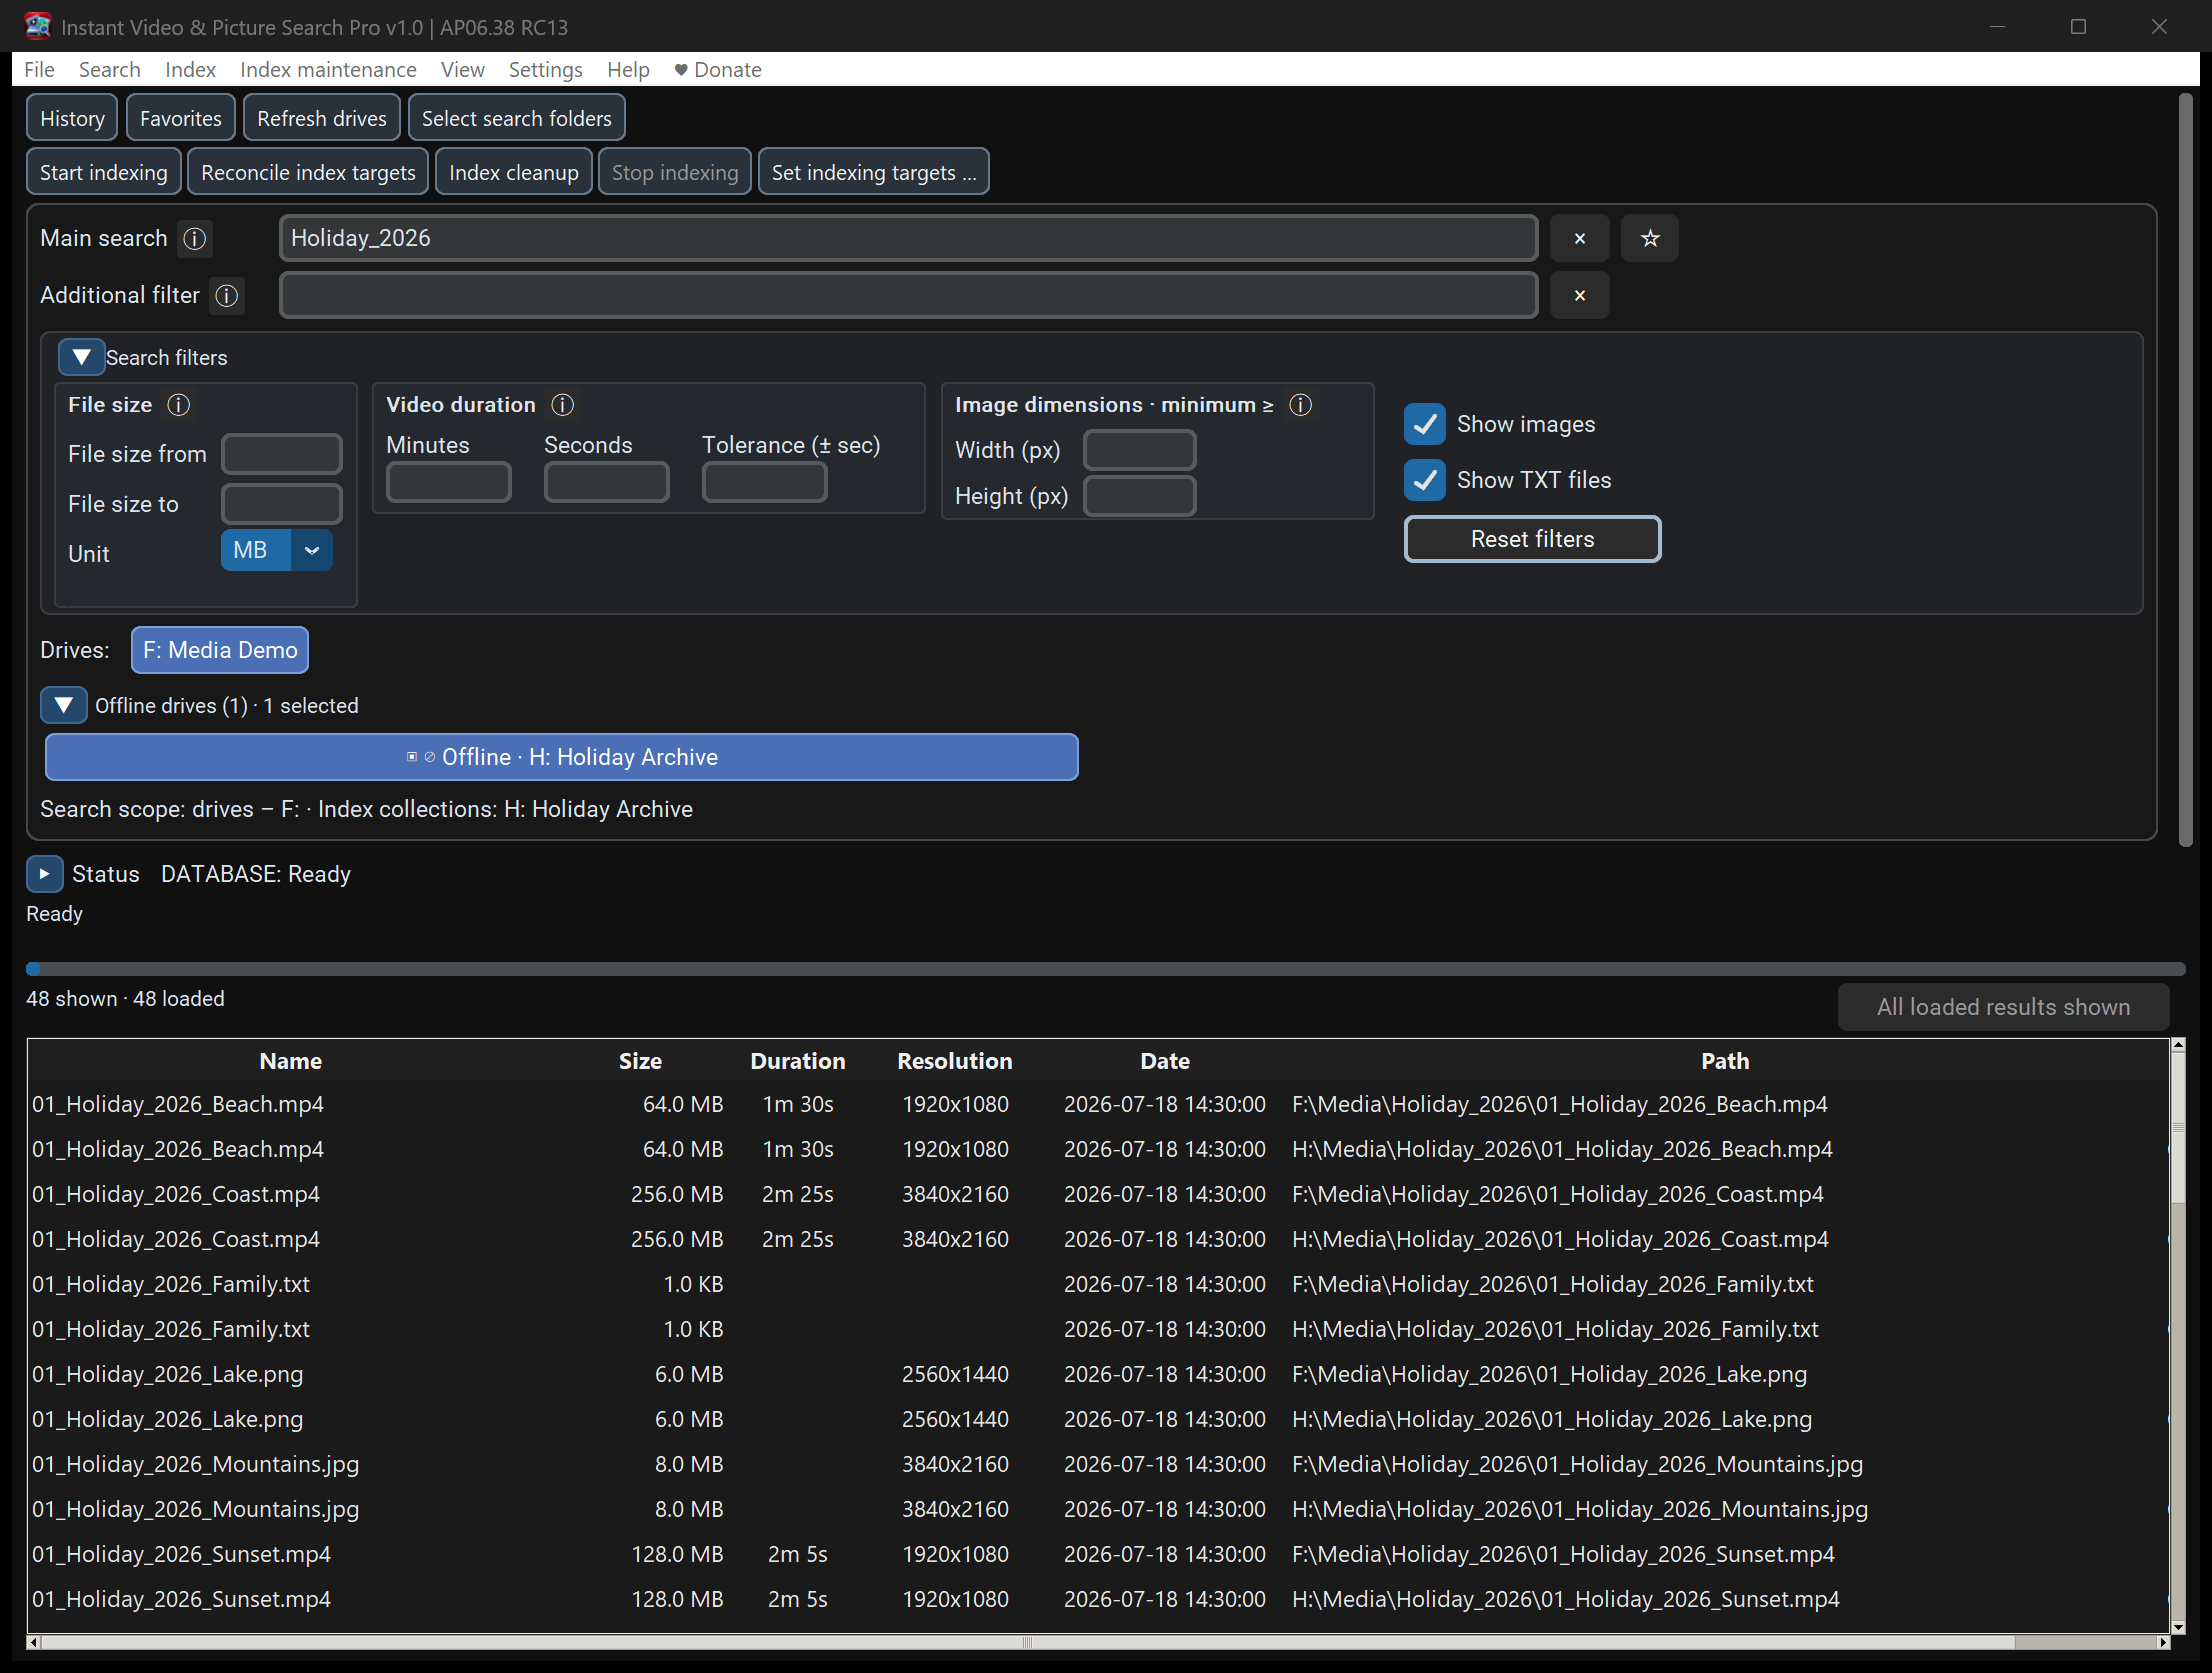 Instant Video & Picture Search Pro v1.0 | AP06.38 RC13
File Search Index Index maintenance View Settings Help ♥ Donate
History Favorites Refresh drives Select search folders
Start indexing Reconcile index targets Index cleanup Stop indexing Set indexing targets ...
Main search ⓘ Holiday_2026 × ☆
Additional filter ⓘ ×
▼ Search filters
File size ⓘ Video duration ⓘ Image dimensions · minimum ≥ ⓘ
Show images
Minutes Seconds Tolerance (± sec)
File size from
Width (px)
Show TXT files
Height (px)
File size to
Reset filters
Unit MB
Drives: F: Media Demo
▼ Offline drives (1) · 1 selected
Offline · H: Holiday Archive
Search scope: drives – F: · Index collections: H: Holiday Archive
Status DATABASE: Ready
Ready
48 shown · 48 loaded
All loaded results shown
Name Size Duration Resolution Date Path
01_Holiday_2026_Beach.mp4 64.0 MB 1m 30s 1920x1080 2026-07-18 14:30:00 F:\Media\Holiday_2026\01_Holiday_2026_Beach.mp4
01_Holiday_2026_Beach.mp4 64.0 MB 1m 30s 1920x1080 2026-07-18 14:30:00 H:\Media\Holiday_2026\01_Holiday_2026_Beach.mp4
01_Holiday_2026_Coast.mp4 256.0 MB 2m 25s 3840x2160 2026-07-18 14:30:00 F:\Media\Holiday_2026\01_Holiday_2026_Coast.mp4
01_Holiday_2026_Coast.mp4 256.0 MB 2m 25s 3840x2160 2026-07-18 14:30:00 H:\Media\Holiday_2026\01_Holiday_2026_Coast.mp4
01_Holiday_2026_Family.txt 1.0 KB 2026-07-18 14:30:00 F:\Media\Holiday_2026\01_Holiday_2026_Family.txt
01_Holiday_2026_Family.txt 1.0 KB 2026-07-18 14:30:00 H:\Media\Holiday_2026\01_Holiday_2026_Family.txt
01_Holiday_2026_Lake.png 6.0 MB 2560x1440 2026-07-18 14:30:00 F:\Media\Holiday_2026\01_Holiday_2026_Lake.png
01_Holiday_2026_Lake.png 6.0 MB 2560x1440 2026-07-18 14:30:00 H:\Media\Holiday_2026\01_Holiday_2026_Lake.png
01_Holiday_2026_Mountains.jpg 8.0 MB 3840x2160 2026-07-18 14:30:00 F:\Media\Holiday_2026\01_Holiday_2026_Mountains.jpg
01_Holiday_2026_Mountains.jpg 8.0 MB 3840x2160 2026-07-18 14:30:00 H:\Media\Holiday_2026\01_Holiday_2026_Mountains.jpg
01_Holiday_2026_Sunset.mp4 128.0 MB 2m 5s 1920x1080 2026-07-18 14:30:00 F:\Media\Holiday_2026\01_Holiday_2026_Sunset.mp4
01_Holiday_2026_Sunset.mp4 128.0 MB 2m 5s 1920x1080 2026-07-18 14:30:00 H:\Media\Holiday_2026\01_Holiday_2026_Sunset.mp4